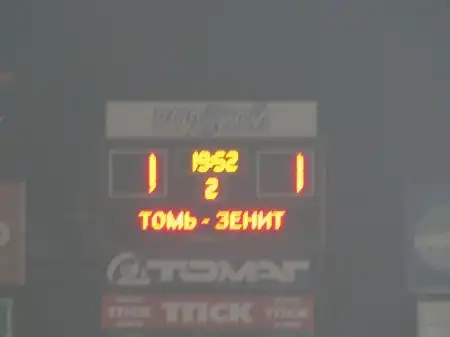 1 19:52 1
2
ТОМЬ - ЗЕНИТ
ТОМАГ
ТПСК ТПСК ТПСК